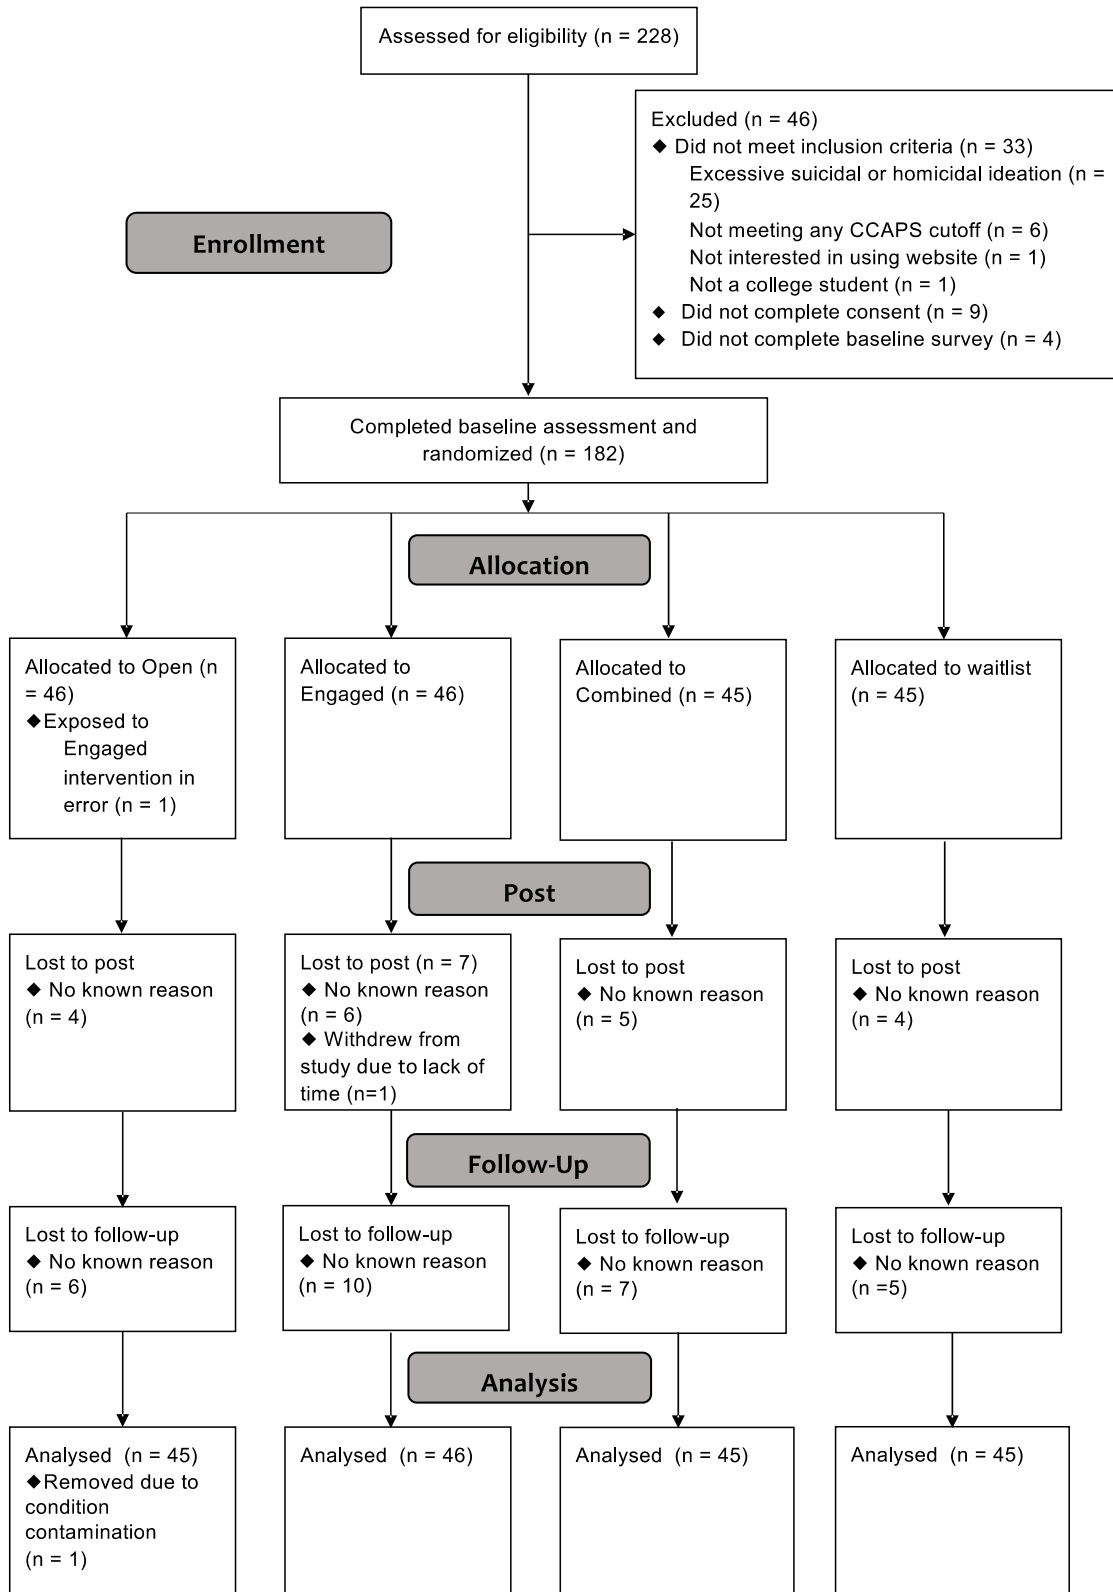 Assessed for eligibility (n = 228)
Excluded (n = 46)
◆ Did not meet inclusion criteria (n = 33)
Excessive suicidal or homicidal ideation (n =
25)
Not meeting any CCAPS cutoff (n = 6)
Not interested in using website (n = 1)
Not a college student (n = 1)
◆ Did not complete consent (n = 9)
◆ Did not complete baseline survey (n = 4)
Enrollment
Completed baseline assessment and
randomized (n = 182)
Allocation
Allocated to Open (n
= 46)
◆Exposed to
Engaged
intervention in
error (n = 1)
Allocated to
Engaged (n = 46)
Allocated to
Combined (n = 45)
Allocated to waitlist
(n = 45)
Post
Lost to post
◆ No known reason
(n = 4)
Lost to post (n = 7)
◆ No known reason
(n = 6)
◆ Withdrew from
study due to lack of
time (n=1)
Lost to post
◆ No known reason
(n = 5)
Lost to post
◆ No known reason
(n = 4)
Follow-Up
Lost to follow-up
◆ No known reason
(n = 6)
Lost to follow-up
◆ No known reason
(n = 10)
Lost to follow-up
◆ No known reason
(n = 7)
Lost to follow-up
◆ No known reason
(n =5)
Analysis
Analysed (n = 45)
◆Removed due to
condition
contamination
(n = 1)
Analysed (n = 46)
Analysed (n = 45)
Analysed (n = 45)